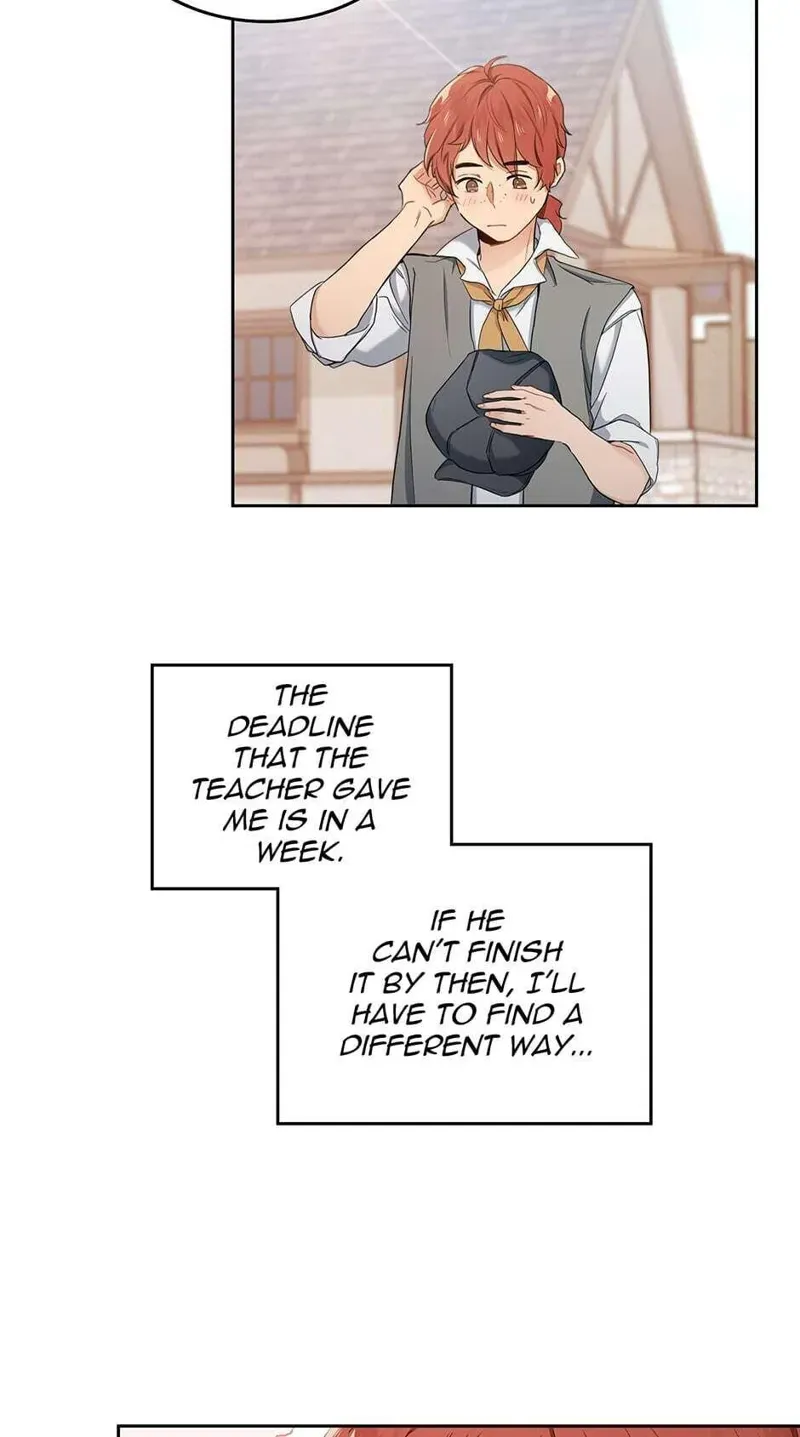 THE
DEADLINE
THAT THE
TEACHER GAVE
ME IS IN A
WEEK.
IF HE
CAN'T FINISH
IT BY THEN, I'LL
HAVE TO FIND A
DIFFERENT WAY...